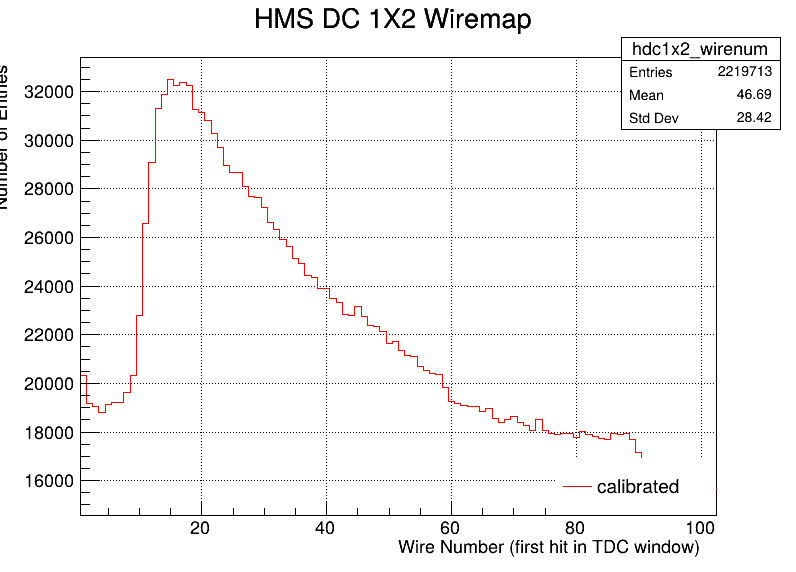 HMS DC 1X2 Wiremap
hdc1x2_wirenum
Entries 2219713
Mean 46.69
Std Dev 28.42
Number of Entries
32000
30000
28000
26000
24000
22000
20000
18000
16000
calibrated
20 40 60 80 100
Wire Number (first hit in TDC window)